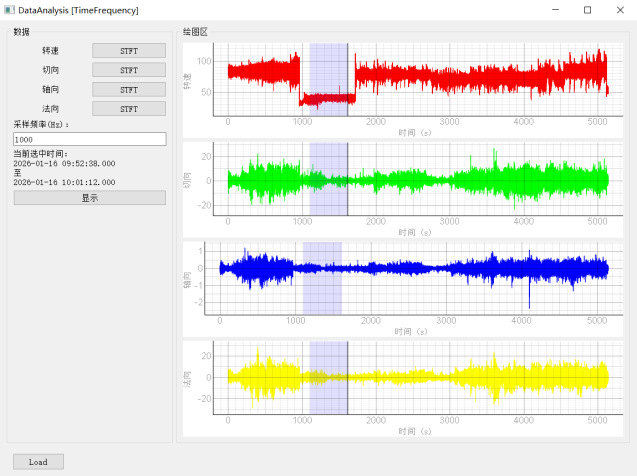 DataAnalysis [TimeFrequency]
数据
转速 STFT
切向 STFT
轴向 STFT
法向 STFT
采样频率(Hz)：
1000
当前选中时间：
2026-01-16 09:52:38.000
至
2026-01-16 10:01:12.000
显示
Load
绘图区
转速
100
50
0 1000 2000 3000 4000 5000
时间 (s)
切向
20
0
-20
0 1000 2000 3000 4000 5000
时间 (s)
轴向
1
0
-1
-2
0 1000 2000 3000 4000 5000
时间 (s)
法向
20
0
-20
0 1000 2000 3000 4000 5000
时间 (s)